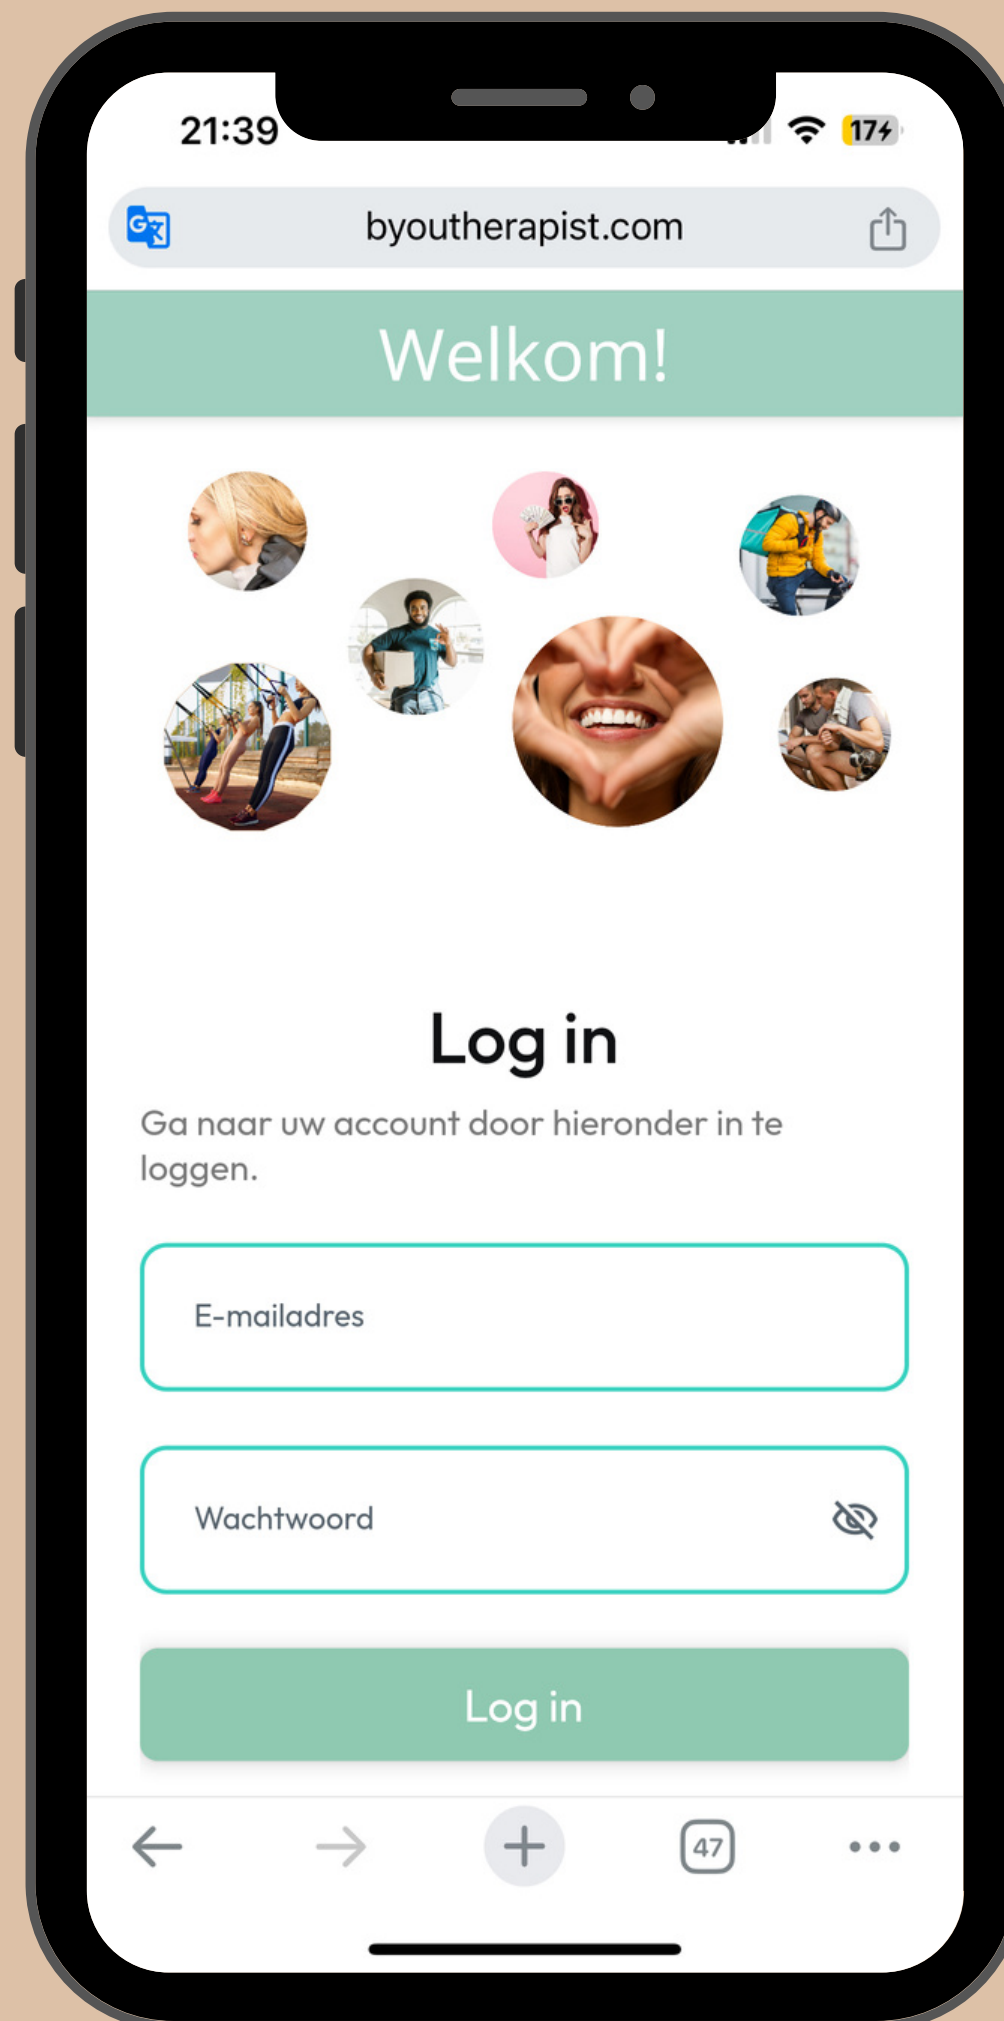 21:39
17
byoutherapist.com
Welkom!
Log in
Ga naar uw account door hieronder in te
loggen.
E-mailadres
Wachtwoord
Log in
47